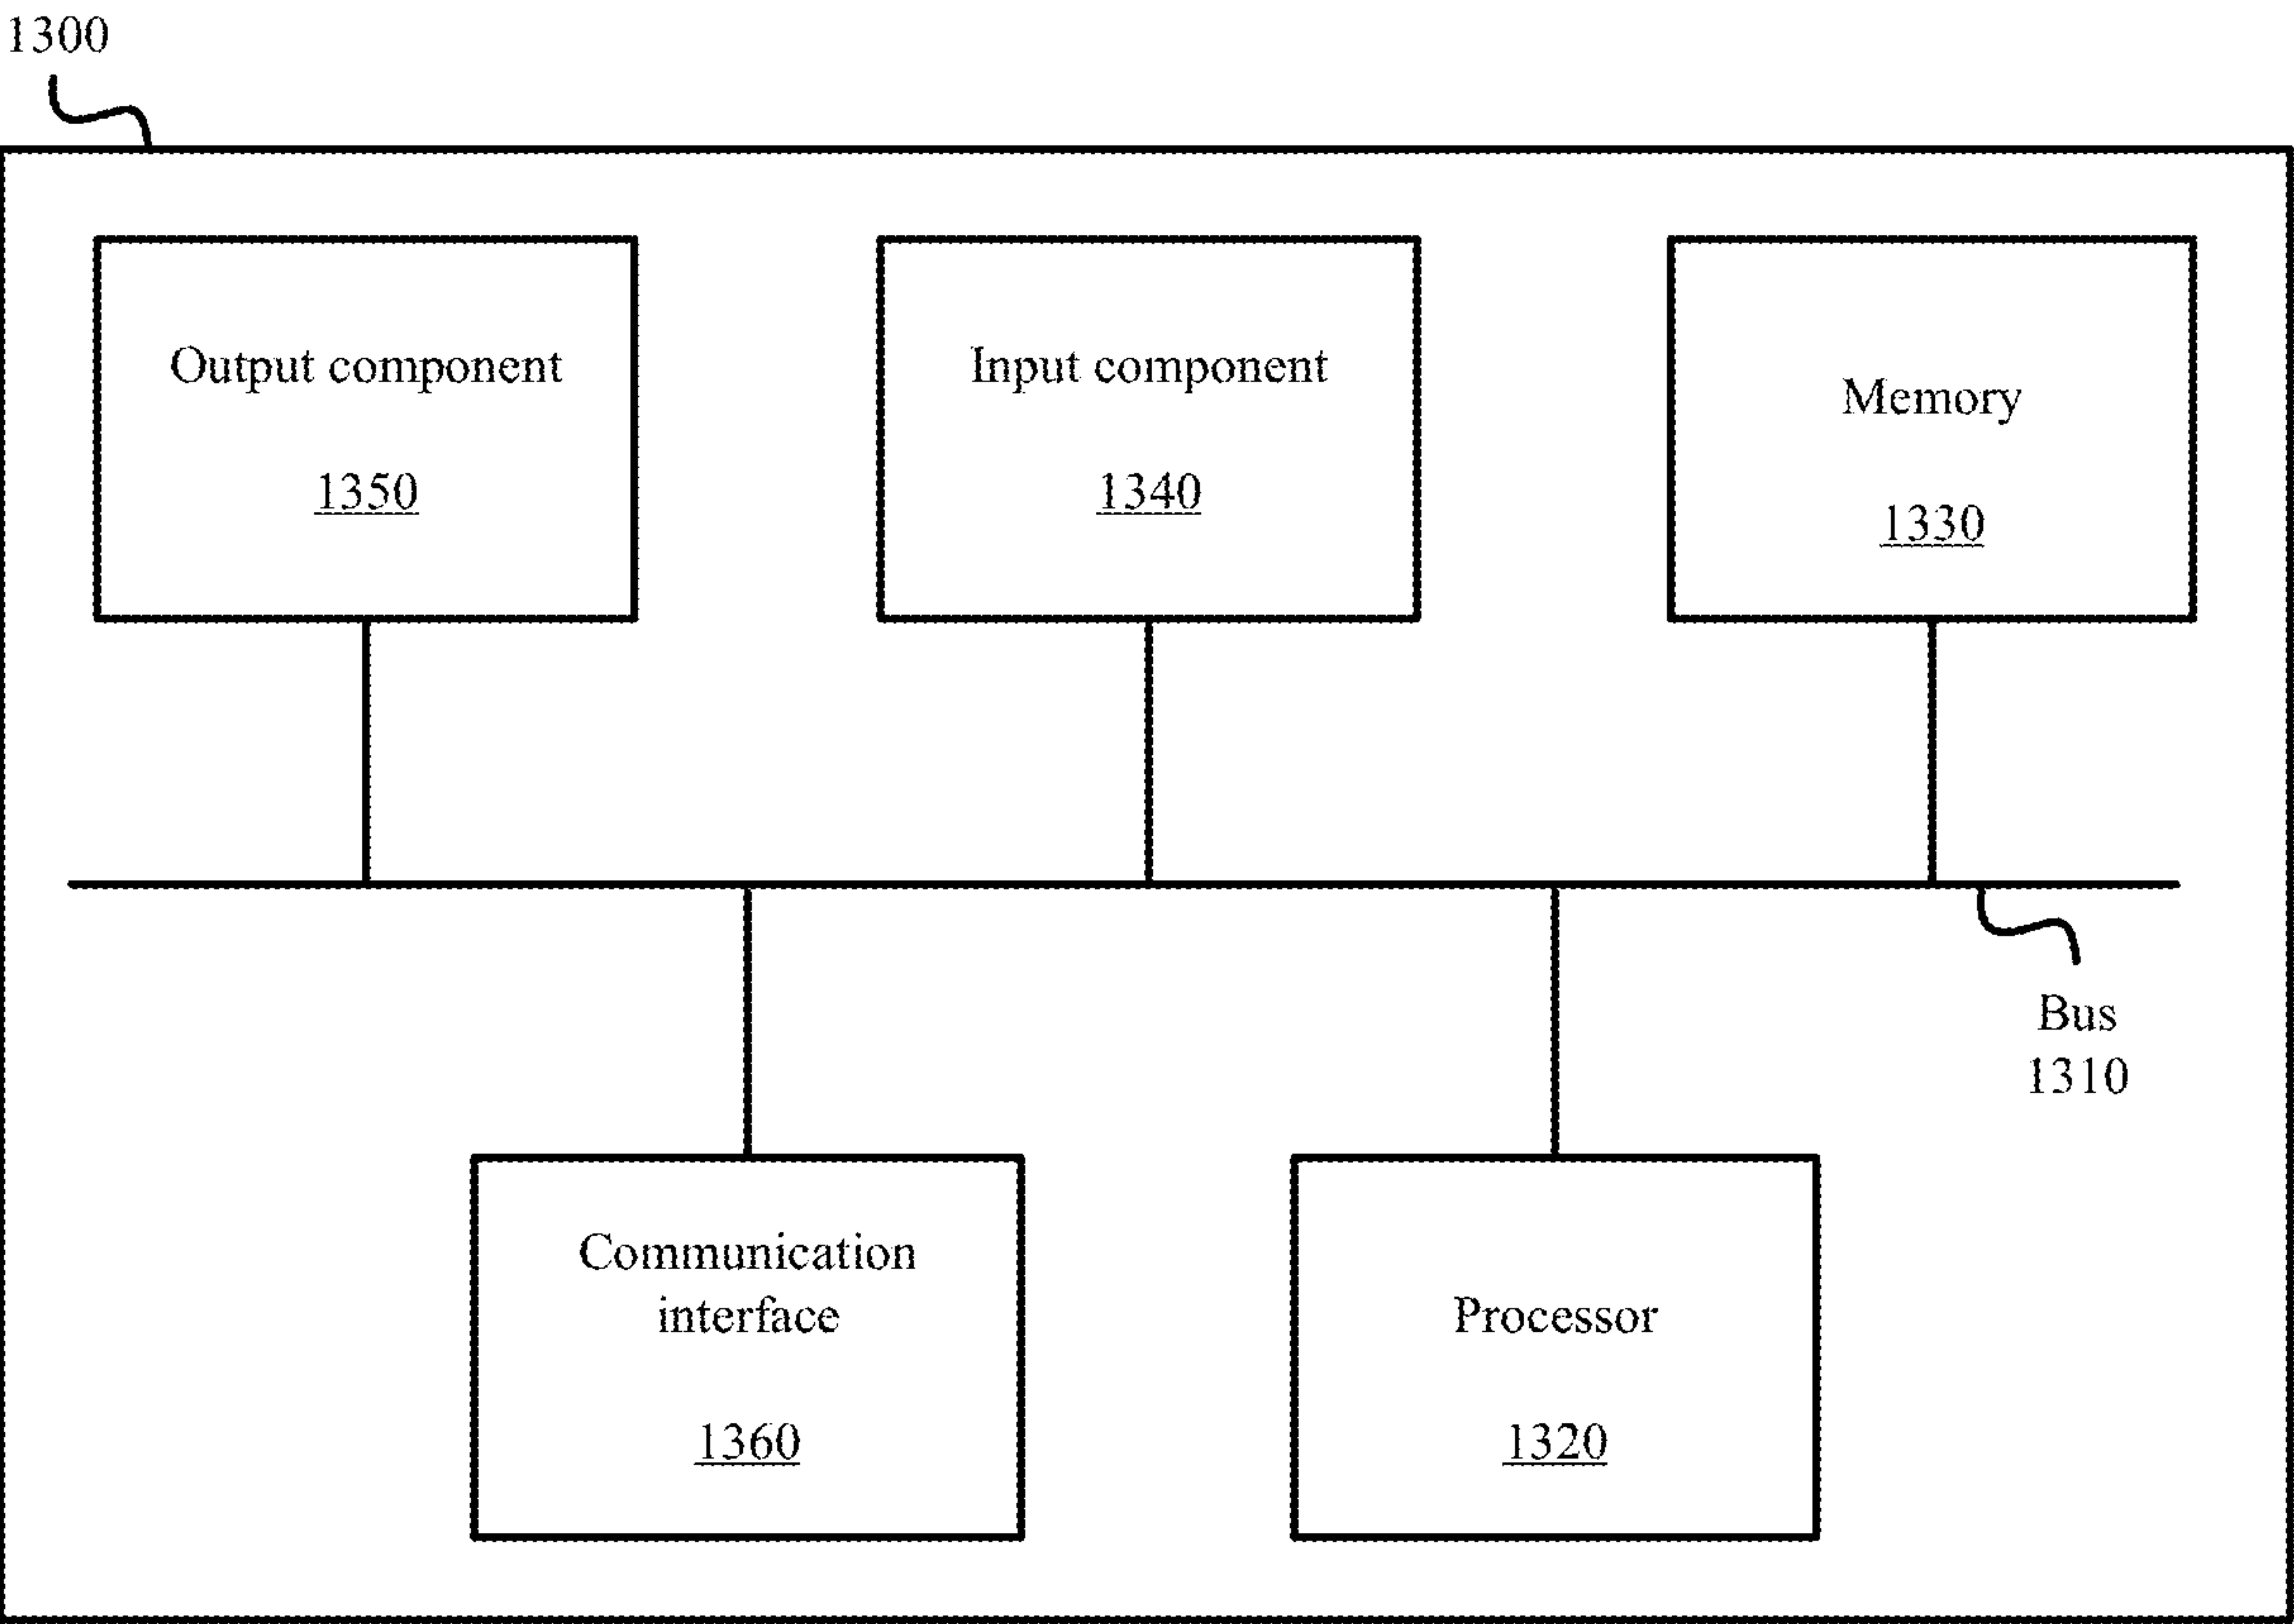 1300
Output component
1350
Input component
1340
Memory
1330
Bus
1310
Communication
interface
1360
Processor
1320